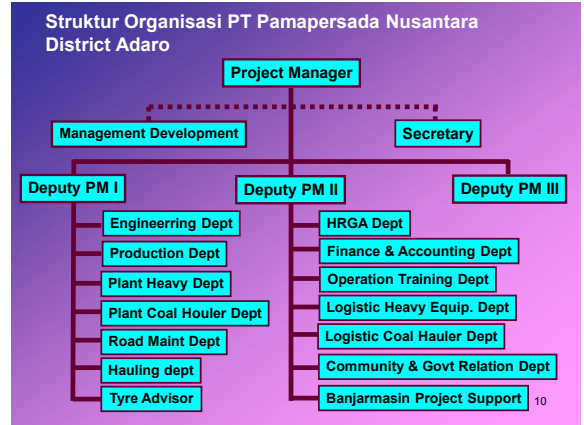 Struktur Organisasi PT Pamapersada Nusantara
District Adaro
Project Manager
Management Development
Secretary
Deputy PM I
Deputy PM II
Deputy PM III
Engineerring Dept
Production Dept
Plant Heavy Dept
Plant Coal Houler Dept
Road Maint Dept
Hauling dept
Tyre Advisor
HRGA Dept
Finance & Accounting Dept
Operation Training Dept
Logistic Heavy Equip. Dept
Logistic Coal Hauler Dept
Community & Govt Relation Dept
Banjarmasin Project Support
10